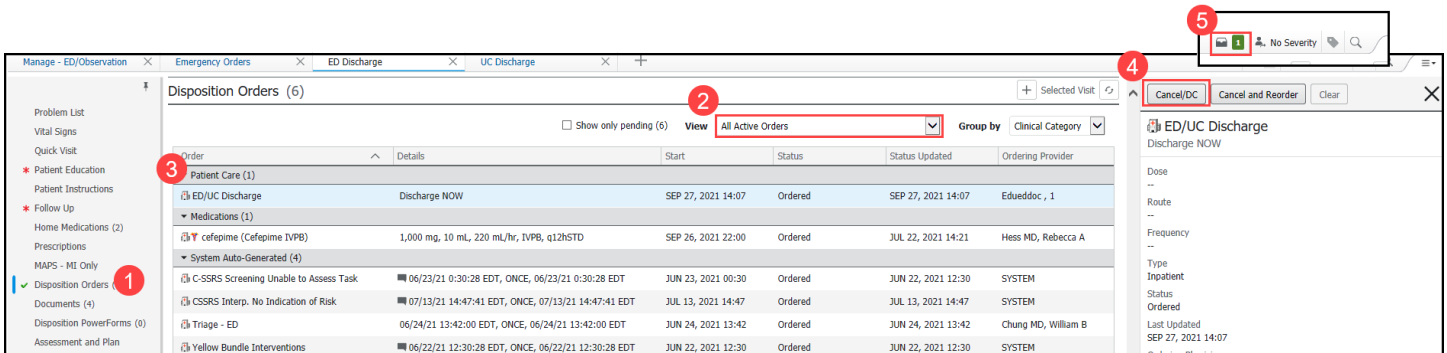 5
1 No Severity
Manage - ED/Observation Emergency Orders ED Discharge UC Discharge
4
Disposition Orders (6) Selected Visit
Cancel/DC Cancel and Reorder Clear
2
Show only pending (6) View All Active Orders Group by Clinical Category
ED/UC Discharge
Discharge NOW
Problem List
Vital Signs
Quick Visit
* Patient Education
Patient Instructions
* Follow Up
Home Medications (2)
Prescriptions
MAPS - MI Only
1
Disposition Orders
Documents (4)
Disposition PowerForms (0)
Assessment and Plan
Order Details Start Status Status Updated Ordering Provider
3
Patient Care (1)
ED/UC Discharge Discharge NOW SEP 27, 2021 14:07 Ordered SEP 27, 2021 14:07 Edueddoc , 1
Medications (1)
cefepime (Cefepime IVPB) 1,000 mg, 10 mL, 220 mL/hr, IVPB, q12hSTD SEP 26, 2021 22:00 Ordered JUL 22, 2021 14:21 Hess MD, Rebecca A
System Auto-Generated (4)
C-SSRS Screening Unable to Assess Task 06/23/21 0:30:28 EDT, ONCE, 06/23/21 0:30:28 EDT JUN 23, 2021 00:30 Ordered JUN 22, 2021 12:30 SYSTEM
CSSRS Interp. No Indication of Risk 07/13/21 14:47:41 EDT, ONCE, 07/13/21 14:47:41 EDT JUL 13, 2021 14:47 Ordered JUL 13, 2021 14:47 SYSTEM
Triage - ED 06/24/21 13:42:00 EDT, ONCE, 06/24/21 13:42:00 EDT JUN 24, 2021 13:42 Ordered JUN 24, 2021 13:42 Chung MD, William B
Yellow Bundle Interventions 06/22/21 12:30:28 EDT, ONCE, 06/22/21 12:30:28 EDT JUN 22, 2021 12:30 Ordered JUN 22, 2021 12:30 SYSTEM
Dose
--
Route
--
Frequency
--
Type
Inpatient
Status
Ordered
Last Updated
SEP 27, 2021 14:07